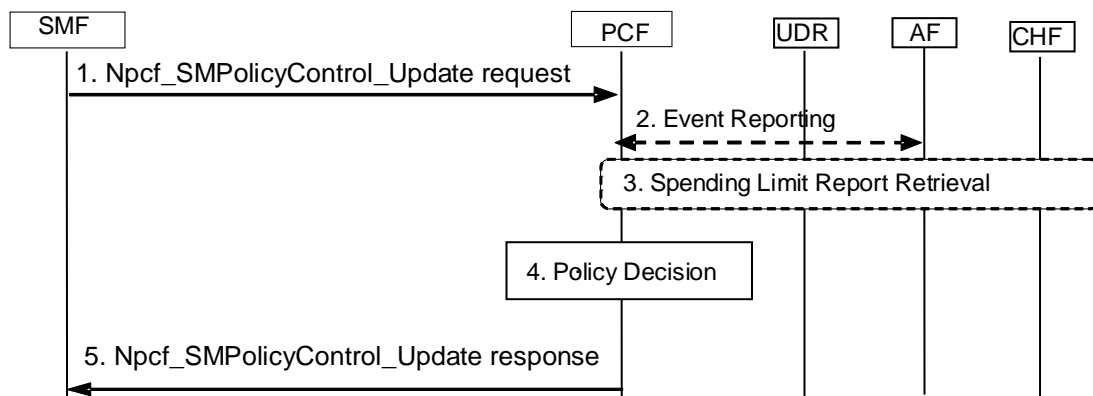 SMF
PCF
UDR
AF
CHF
1. Npcf_SMPolicyControl_Update request
2. Event Reporting
3. Spending Limit Report Retrieval
4. Policy Decision
5. Npcf_SMPolicyControl_Update response